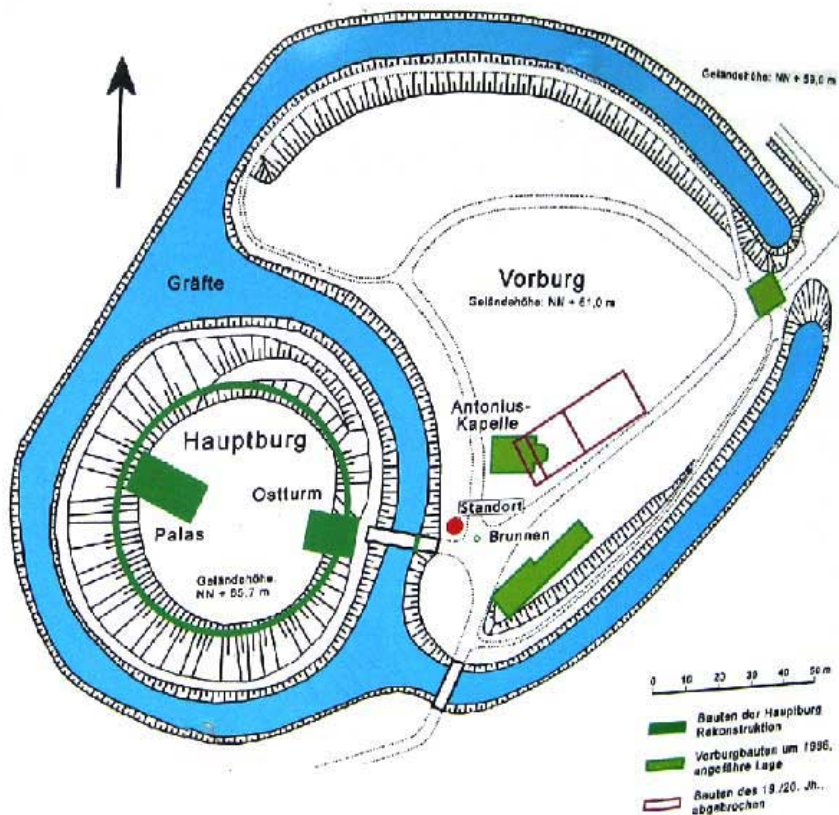 Geländehöhe: NN + 59,0 m
Gräfte
Vorburg
Geländehöhe: NN + 61,0 m
Antonius-
Kapelle
Hauptburg
Ostturm
Palas
Standort
Brunnen
Geländehöhe:
NN + 65,7 m
0 10 20 30 40 50 m
Bauten der Hauptburg
Rekonstruktion
Vorburgbauten um
ungefähre Lage
Bauten des 19./20. Jh.,
abgebrochen